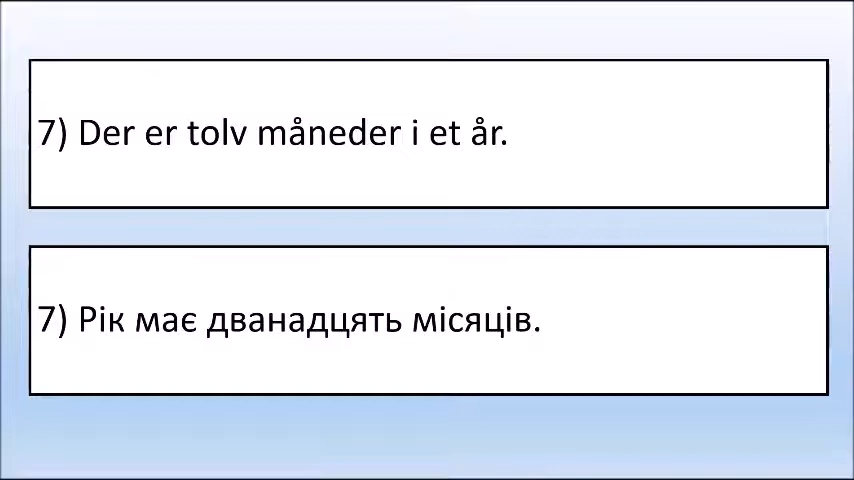 7) Der er tolv måneder i et år.
7) Рік має дванадцять місяців.